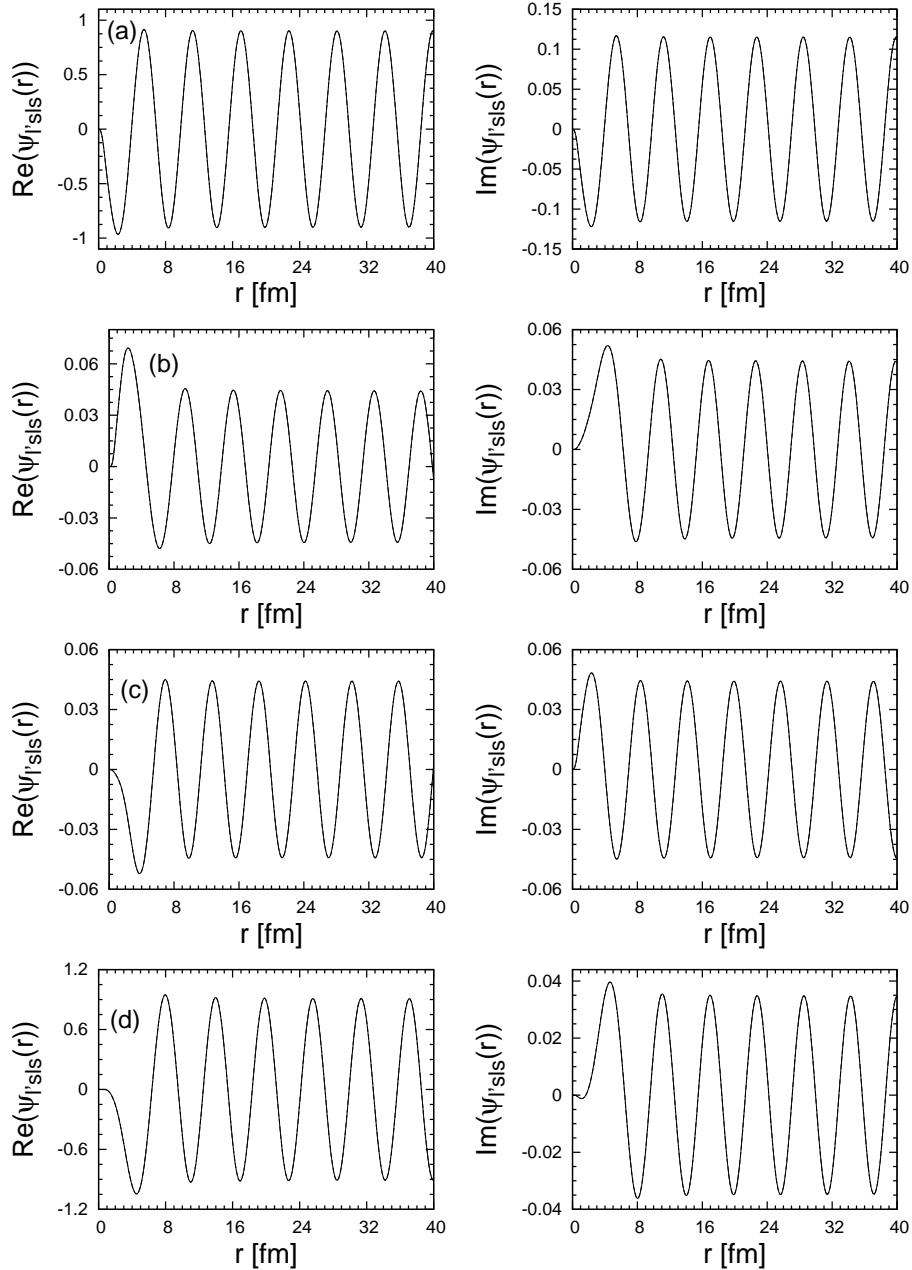 (a)
Re(ψl'sls(r))
1
0.5
0
-0.5
-1
0 8 16 24 32 40
r [fm]
Im(ψl'sls(r))
0.15
0.1
0.05
0
-0.05
-0.1
-0.15
0 8 16 24 32 40
r [fm]
(b)
Re(ψl'sls(r))
0.06
0.03
0
-0.03
-0.06
0 8 16 24 32 40
r [fm]
Im(ψl'sls(r))
0.06
0.03
0
-0.03
-0.06
0 8 16 24 32 40
r [fm]
(c)
Re(ψl'sls(r))
0.06
0.03
0
-0.03
-0.06
0 8 16 24 32 40
r [fm]
Im(ψl'sls(r))
0.06
0.03
0
-0.03
-0.06
0 8 16 24 32 40
r [fm]
(d)
Re(ψl'sls(r))
1.2
0.6
0
-0.6
-1.2
0 8 16 24 32 40
r [fm]
Im(ψl'sls(r))
0.04
0.02
0
-0.02
-0.04
0 8 16 24 32 40
r [fm]